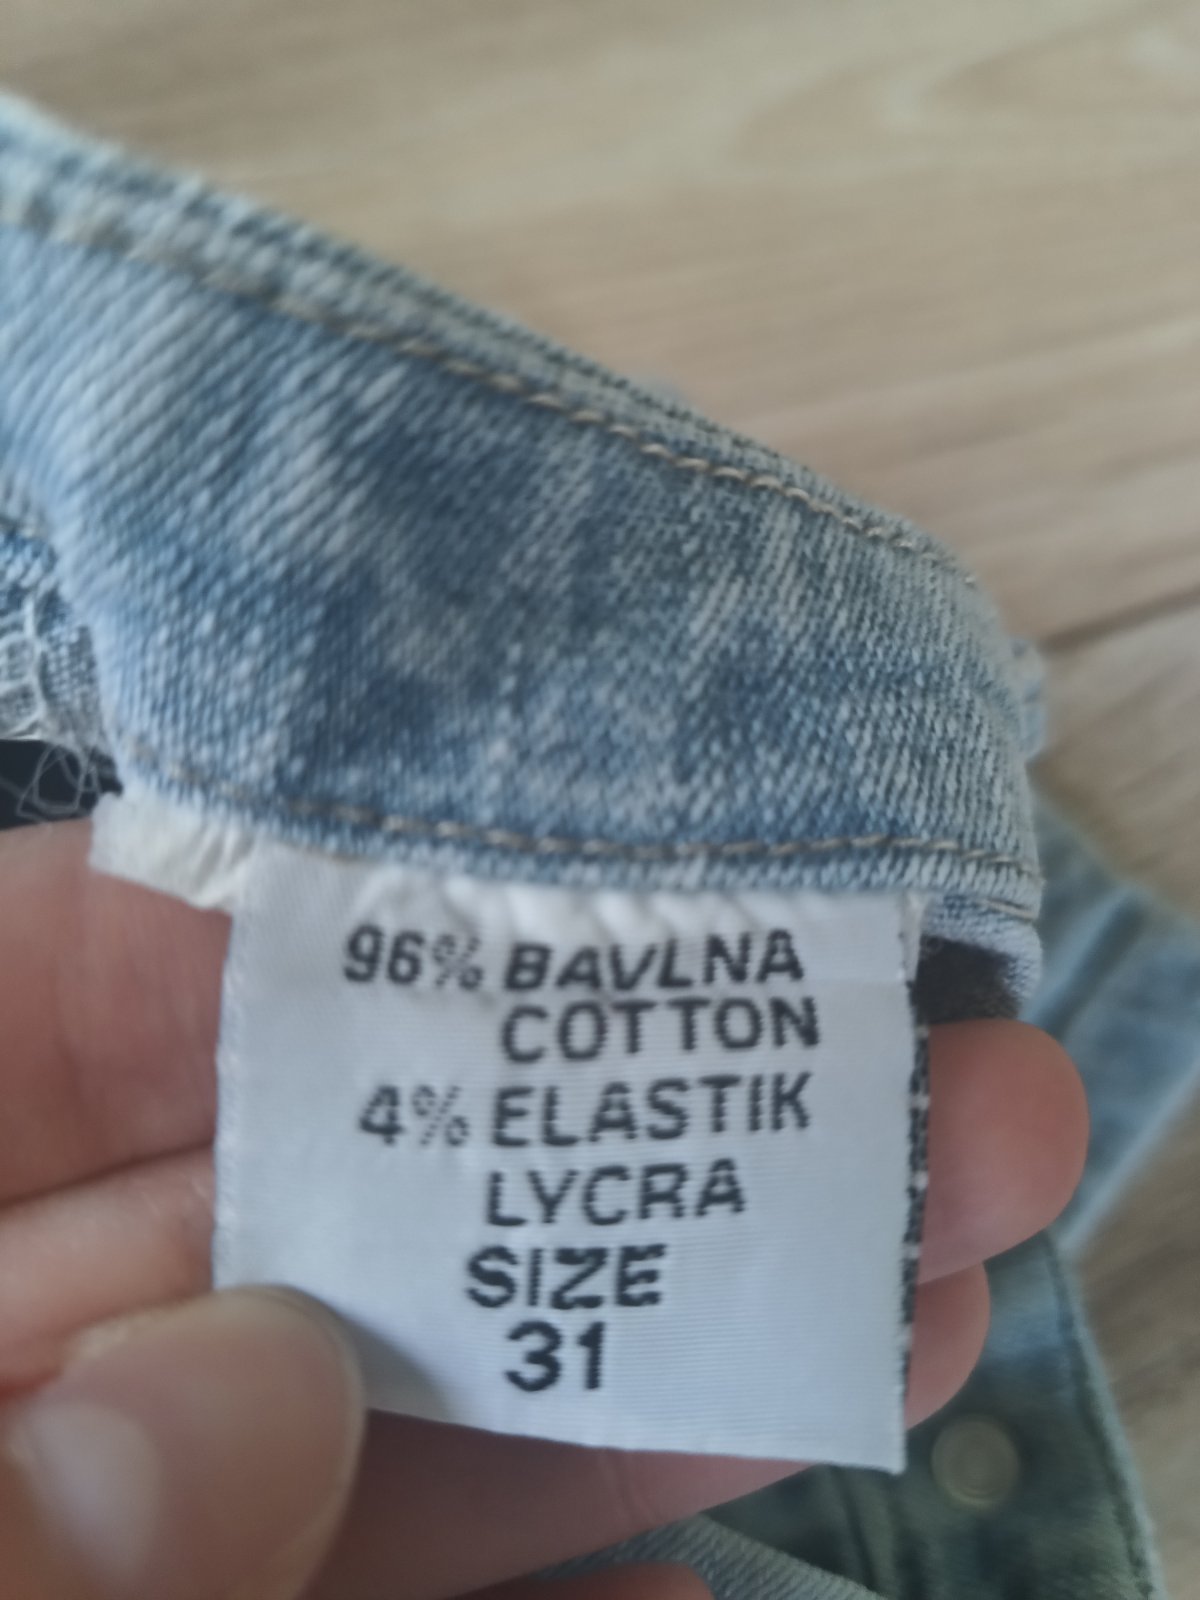 96% BAVLNA
COTTON
4% ELASTIK
LYCRA
SIZE
31